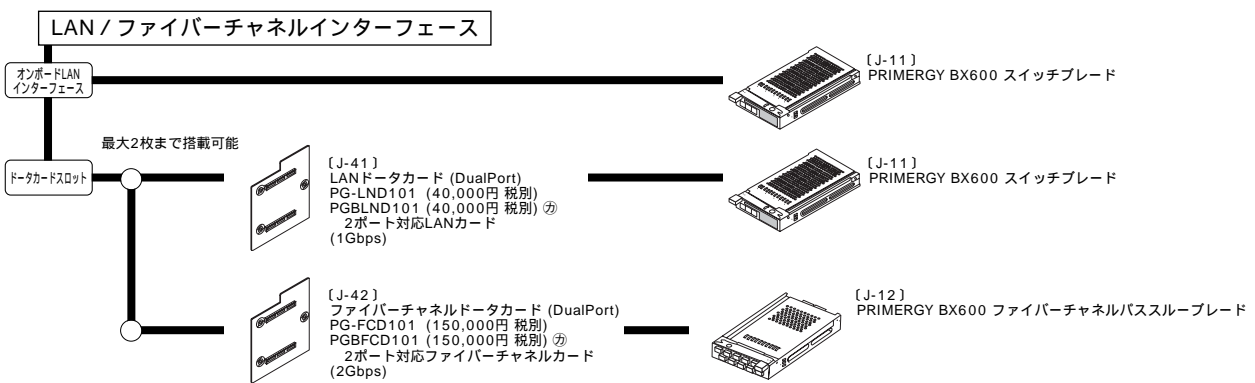 LAN / ファイバーチャネルインターフェース
オンボードLAN
インターフェース
〔J-11〕
PRIMERGY BX600 スイッチブレード
最大2枚まで搭載可能
ドータカードスロット
〔J-41〕
LANドータカード (DualPort)
PG-LND101 (40,000円 税別)
PGBLND101 (40,000円 税別) ㋕
2ポート対応LANカード
(1Gbps)
〔J-11〕
PRIMERGY BX600 スイッチブレード
〔J-42〕
ファイバーチャネルドータカード (DualPort)
PG-FCD101 (150,000円 税別)
PGBFCD101 (150,000円 税別) ㋕
2ポート対応ファイバーチャネルカード
(2Gbps)
〔J-12〕
PRIMERGY BX600 ファイバーチャネルパススルーブレード